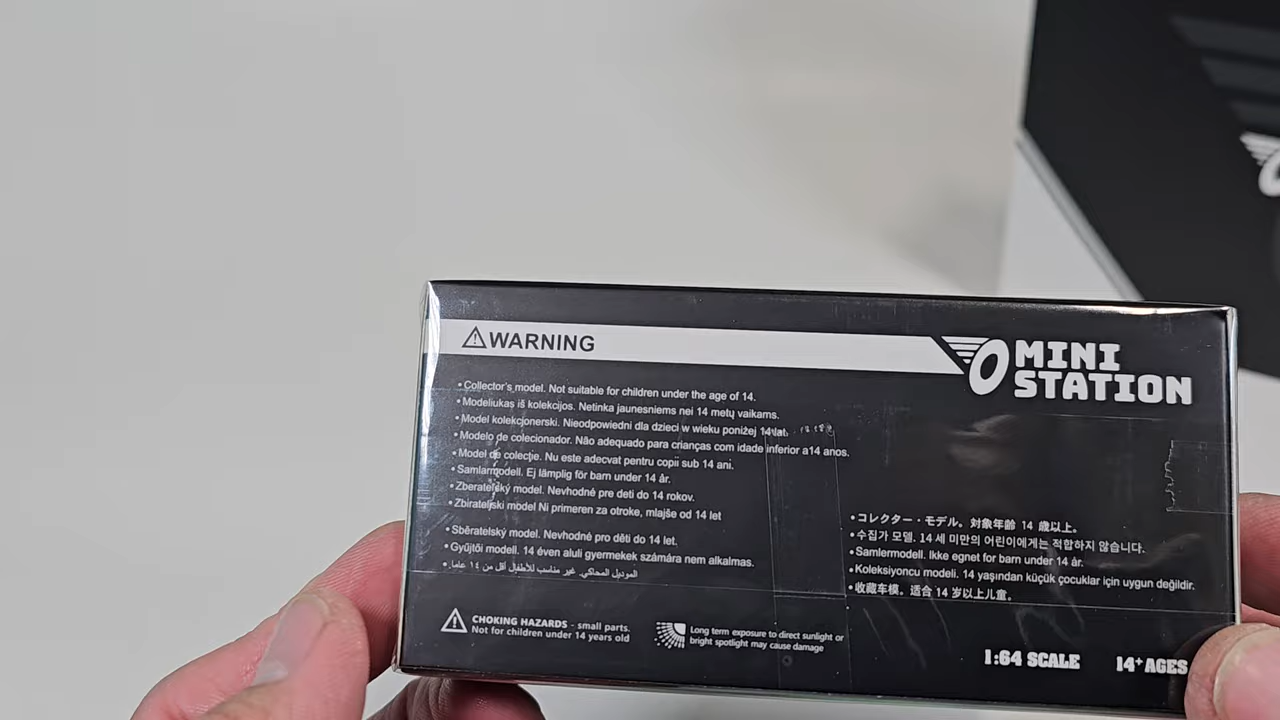 WARNING
MINI
STATION
• Collector's model. Not suitable for children under the age of 14.
• Modeliukas iš kolekcijos. Netinka jaunesniems nei 14 metų vaikams.
• Model kolekcjonerski. Nieodpowiedni dla dzieci w wieku poniżej 14 lat.
• Modelo de colecionador. Não adequado para crianças com idade inferior a14 anos.
• Model de colecție. Nu este adecvat pentru copii sub 14 ani.
• Samlarmodell. Ej lämplig för barn under 14 år.
• Zberateľský model. Nevhodné pre deti do 14 rokov.
• Zbirateljski model Ni primeren za otroke, mlajše od 14 let
• Sběratelský model. Nevhodné pro děti do 14 let.
• Gyűjtői modell. 14 éven aluli gyermekek számára nem alkalmas.
• الموديل المحاكي. غير مناسب للأطفال أقل من ١٤ عاما.
• コレクター・モデル。対象年齢 14 歳以上。
• 수집가 모델. 14 세 미만의 어린이에게는 적합하지 않습니다.
• Samlermodell. Ikke egnet for barn under 14 år.
• Koleksiyoncu modeli. 14 yaşından küçük çocuklar için uygun değildir.
• 收藏车模。适合 14 岁以上儿童。
CHOKING HAZARDS - small parts.
Not for children under 14 years old
Long term exposure to direct sunlight or
bright spotlight may cause damage
1:64 SCALE
14+ AGES